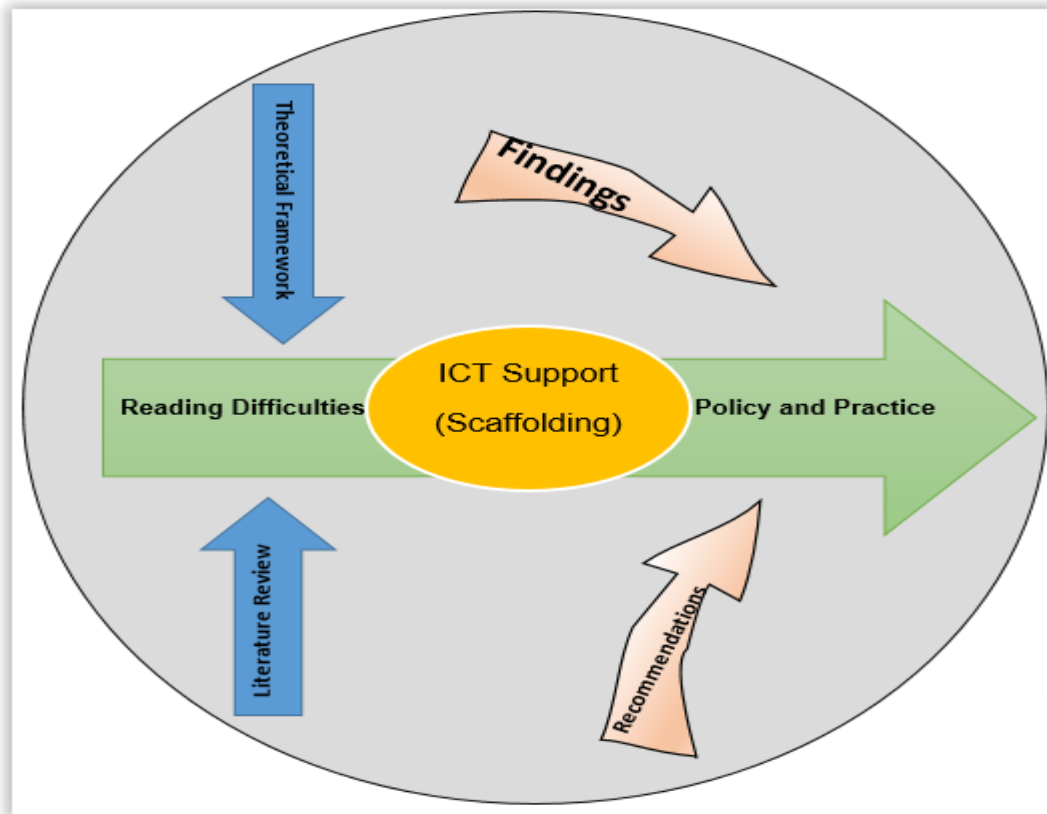 Theoretical Framework
Findings
Reading Difficulties
ICT Support
(Scaffolding)
Policy and Practice
Literature Review
Recommendations